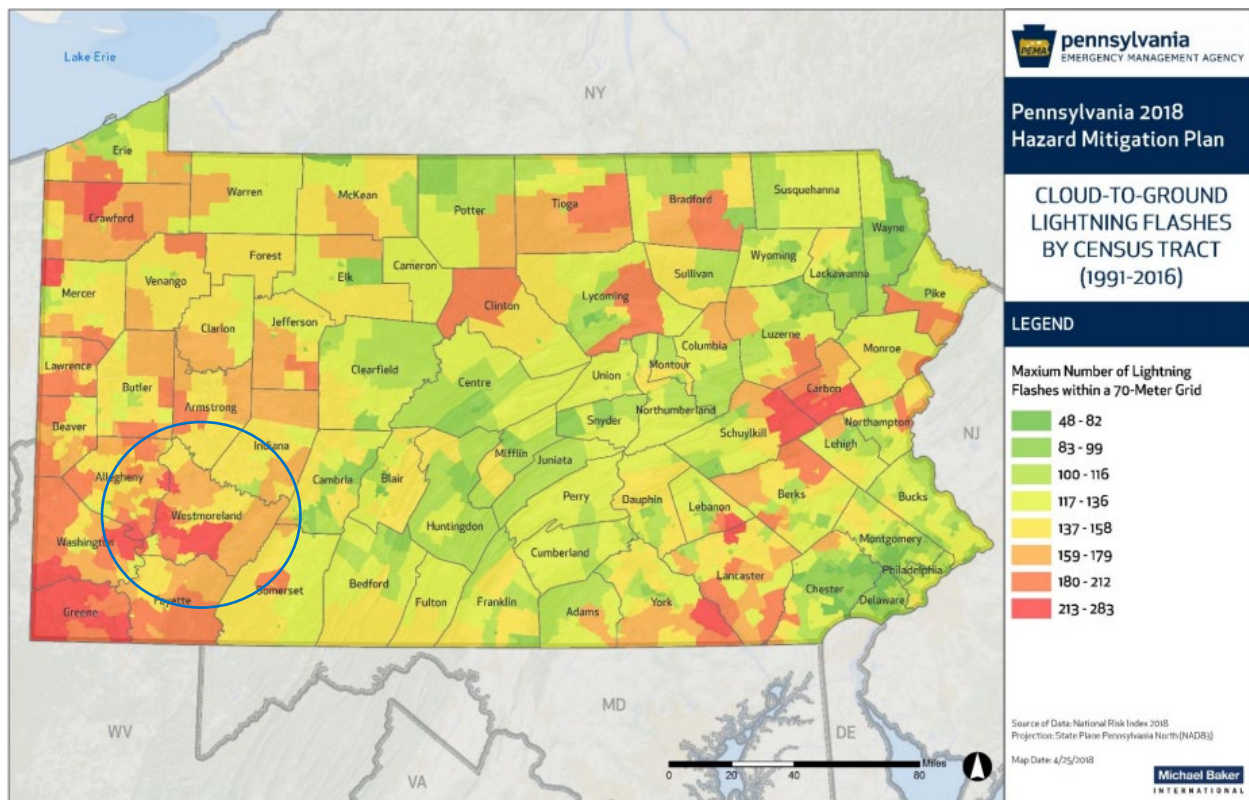 Lake Erie
NY
Erie
Warren
McKean
Potter
Tioga
Bradford
Susquehanna
Wayne
Crawford
Forest
Elk
Cameron
Sullivan
Wyoming
Lackawanna
Pike
Mercer
Venango
Clarion
Jefferson
Clinton
Lycoming
Columbia
Luzerne
Monroe
Lawrence
Butler
Armstrong
Clearfield
Centre
Union
Montour
Carbon
Northumberland
Snyder
Schuylkill
Northampton
Lehigh
NJ
Beaver
Indiana
Allegheny
Cambria
Blair
Mifflin
Juniata
Perry
Dauphin
Lebanon
Berks
Bucks
Westmoreland
Washington
Huntingdon
Cumberland
Montgomery
Philadelphia
Greene
Fayette
Somerset
Bedford
Fulton
Franklin
Adams
York
Lancaster
Chester
Delaware
WV
MD
DE
VA
0 20 40 80
Miles
PEMA
pennsylvania
EMERGENCY MANAGEMENT AGENCY
Pennsylvania 2018
Hazard Mitigation Plan
CLOUD-TO-GROUND
LIGHTNING FLASHES
BY CENSUS TRACT
(1991-2016)
LEGEND
Maxium Number of Lightning
Flashes within a 70-Meter Grid
48 - 82
83 - 99
100 - 116
117 - 136
137 - 158
159 - 179
180 - 212
213 - 283
Source of Data: National Risk Index 2018
Projection: State Plane Pennsylvania North (NAD83)
Map Date: 4/25/2018
Michael Baker
INTERNATIONAL